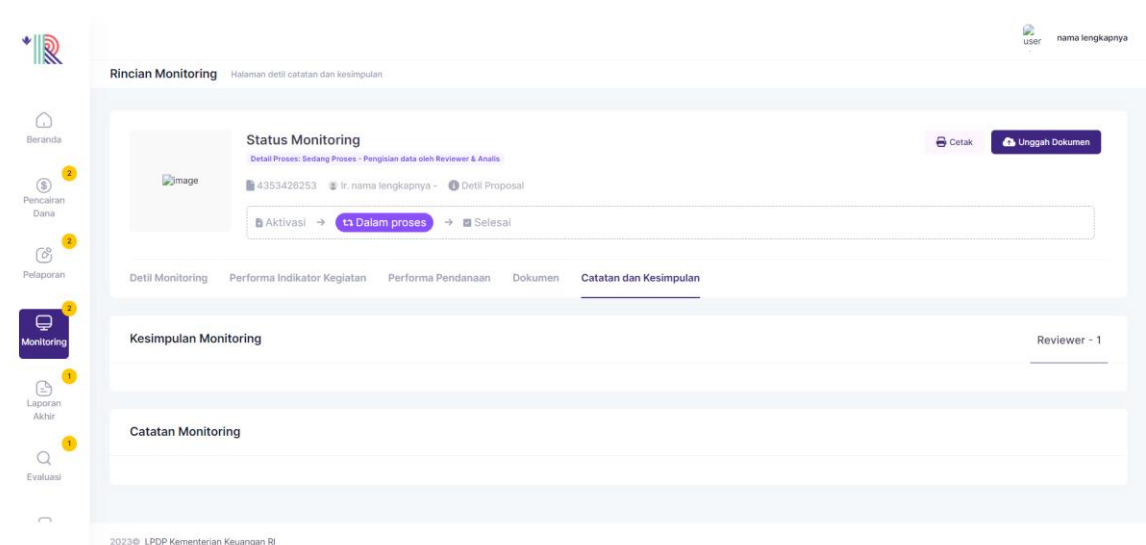 user
nama lengkapnya
Rincian Monitoring Halaman detil catatan dan kesimpulan
Beranda
2
Pencairan
Dana
2
Pelaporan
2
Monitoring
1
Laporan
Akhir
1
Evaluasi
image
Status Monitoring
Detail Proses: Sedang Proses - Pengisian data oleh Reviewer & Analis
4353426253 Ir. nama lengkapnya - Detil Proposal
Aktivasi → Dalam proses → Selesai
Cetak
Unggah Dokumen
Detil Monitoring Performa Indikator Kegiatan Performa Pendanaan Dokumen Catatan dan Kesimpulan
Kesimpulan Monitoring
Reviewer - 1
Catatan Monitoring
2023© LPDP Kementerian Keuangan RI